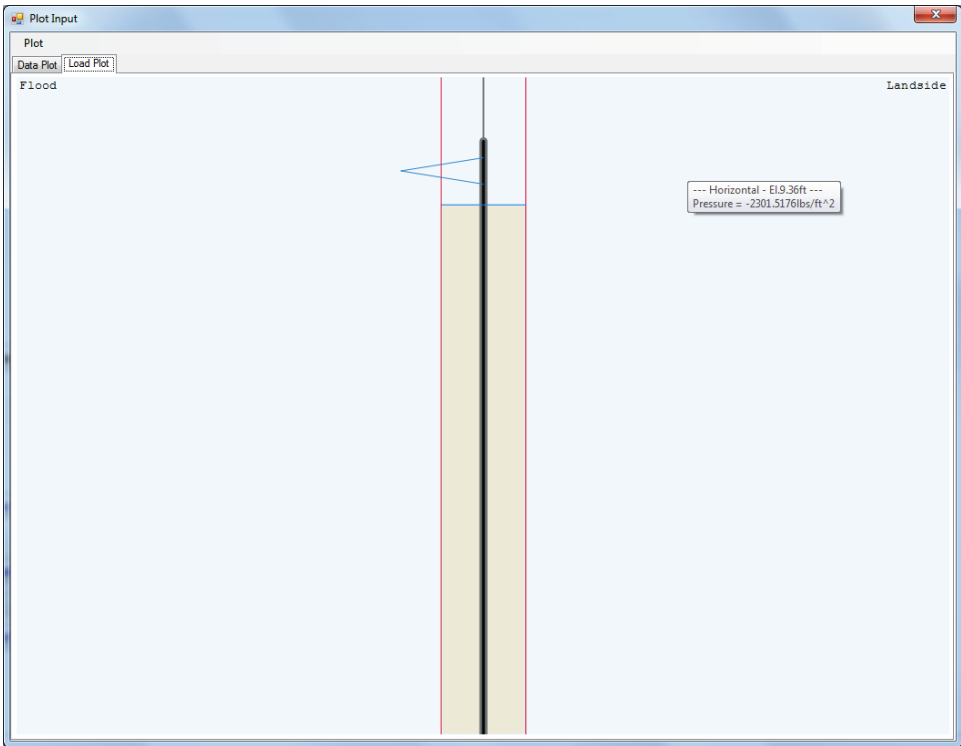 Plot Input
Plot
Data Plot Load Plot
Flood Landside
--- Horizontal - El.9.36ft ---
Pressure = -2301.5176lbs/ft^2